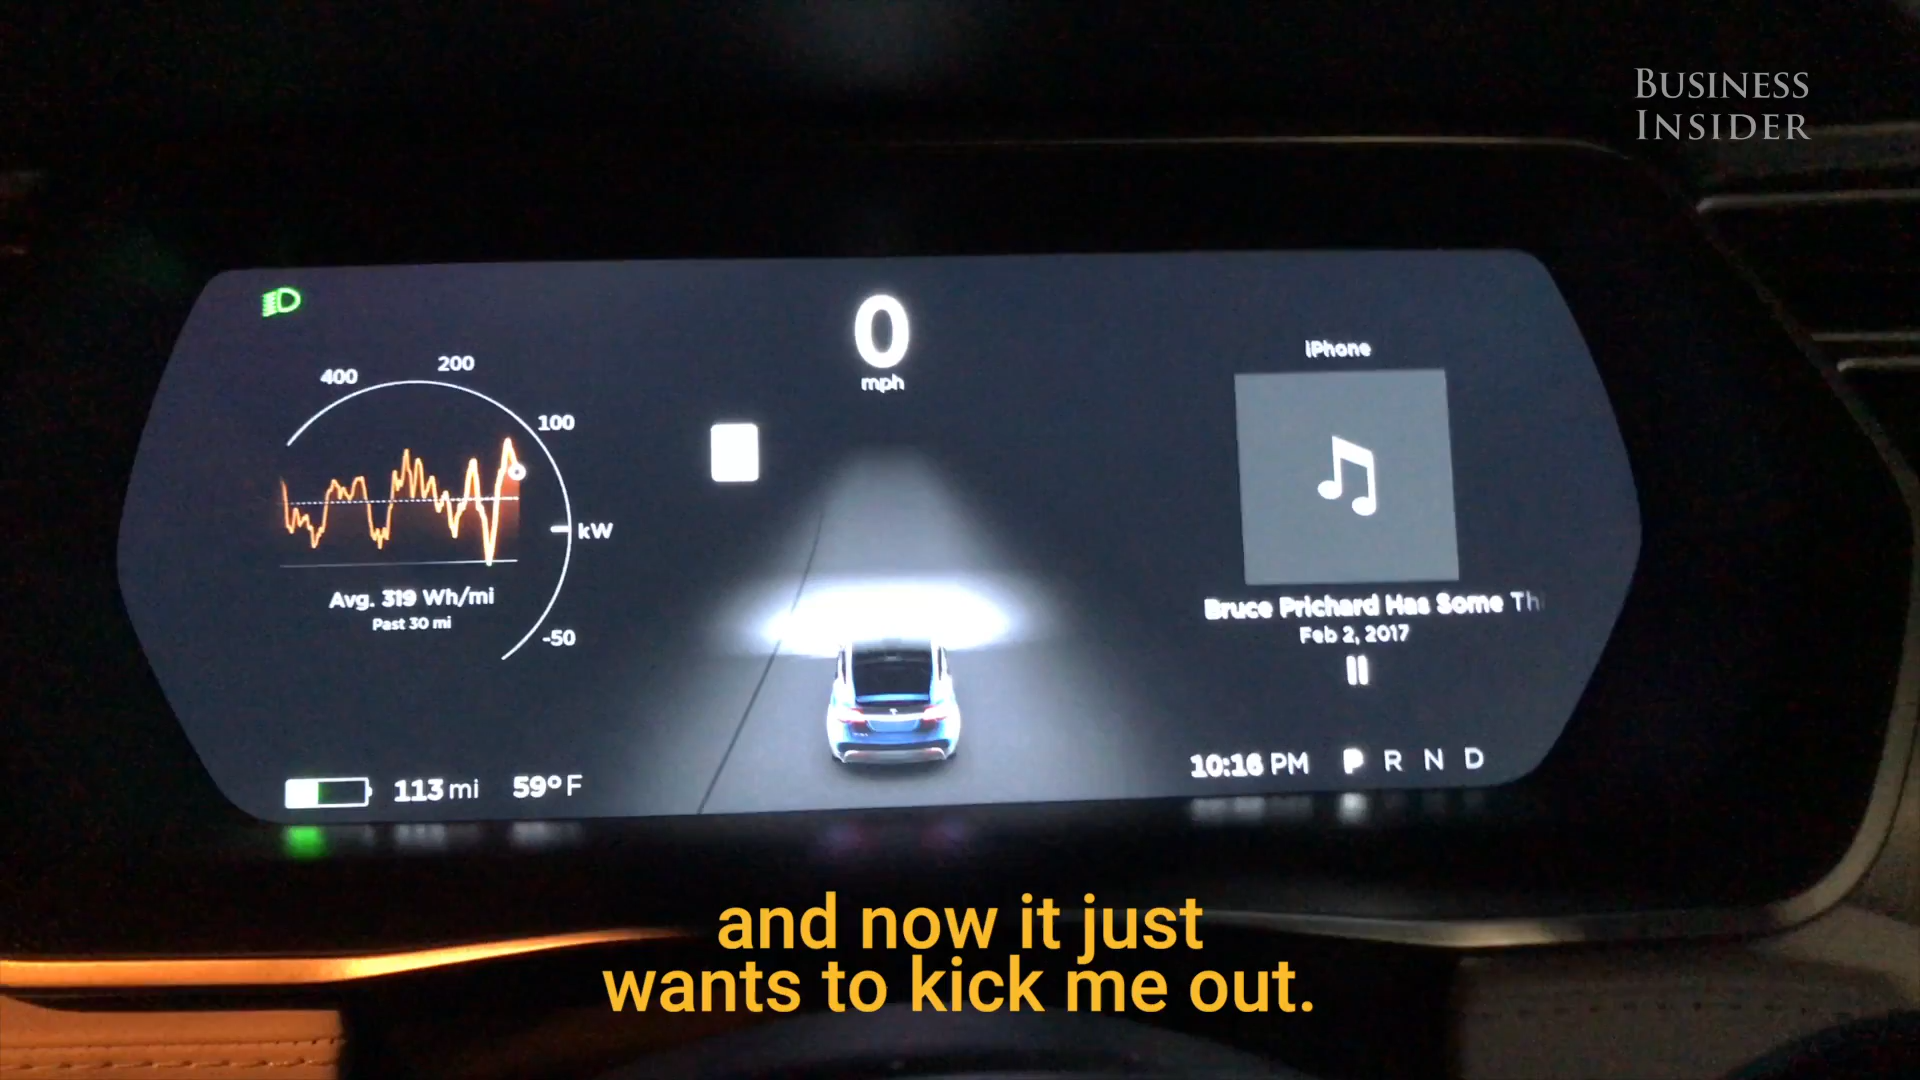 BUSINESS
INSIDER
0
mph
400
200
100
kW
-50
Avg. 319 Wh/mi
Past 30 mi
iPhone
Bruce Prichard Has Some Thi
Feb 2, 2017
113 mi
59° F
10:16 PM
P R N D
and now it just
wants to kick me out.